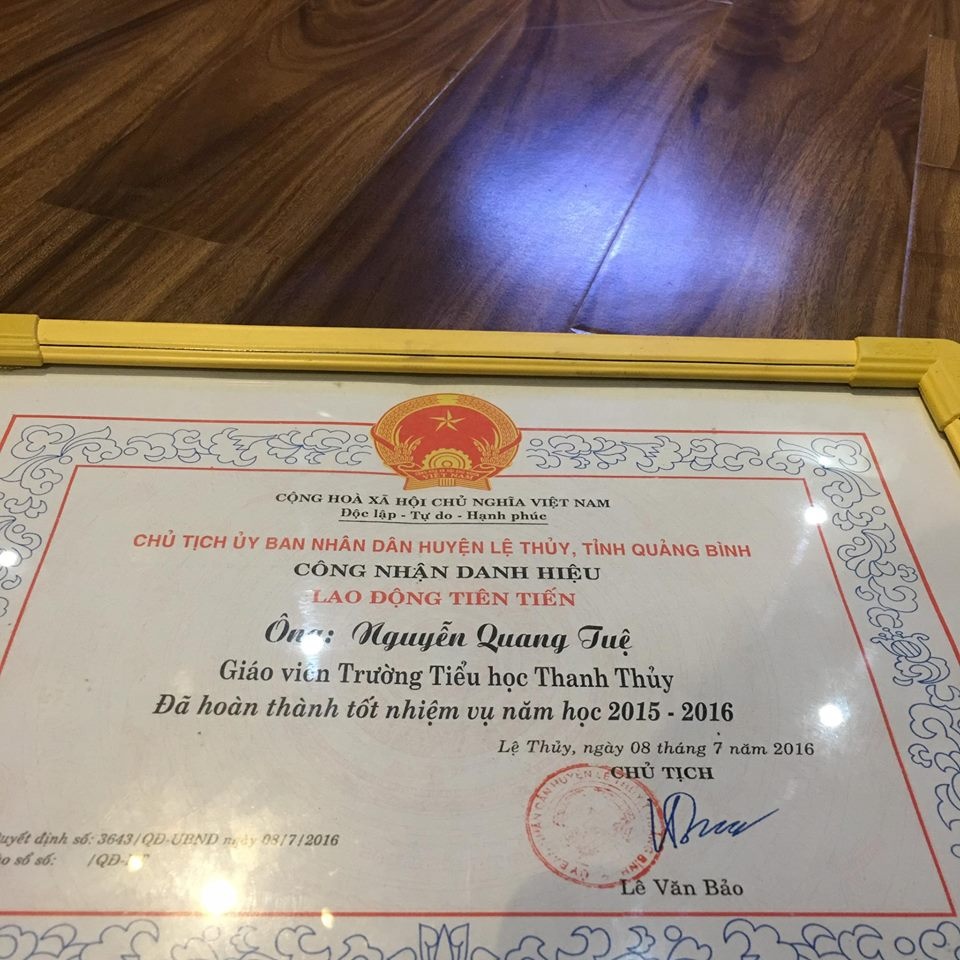 VIỆT NAM
CỘNG HOÀ XÃ HỘI CHỦ NGHĨA VIỆT NAM
Độc lập - Tự do - Hạnh phúc
CHỦ TỊCH ỦY BAN NHÂN DÂN HUYỆN LỆ THỦY, TỈNH QUẢNG BÌNH
CÔNG NHẬN DANH HIỆU
LAO ĐỘNG TIÊN TIẾN
Ông: Nguyễn Quang Tuệ
Giáo viên Trường Tiểu học Thanh Thủy
Đã hoàn thành tốt nhiệm vụ năm học 2015 - 2016
Lệ Thủy, ngày 08 tháng 7 năm 2016
CHỦ TỊCH
uyết định số: 3643/QĐ-UBND ngày 08/7/2016
o sổ số: /QĐ-
Lê Văn Bảo